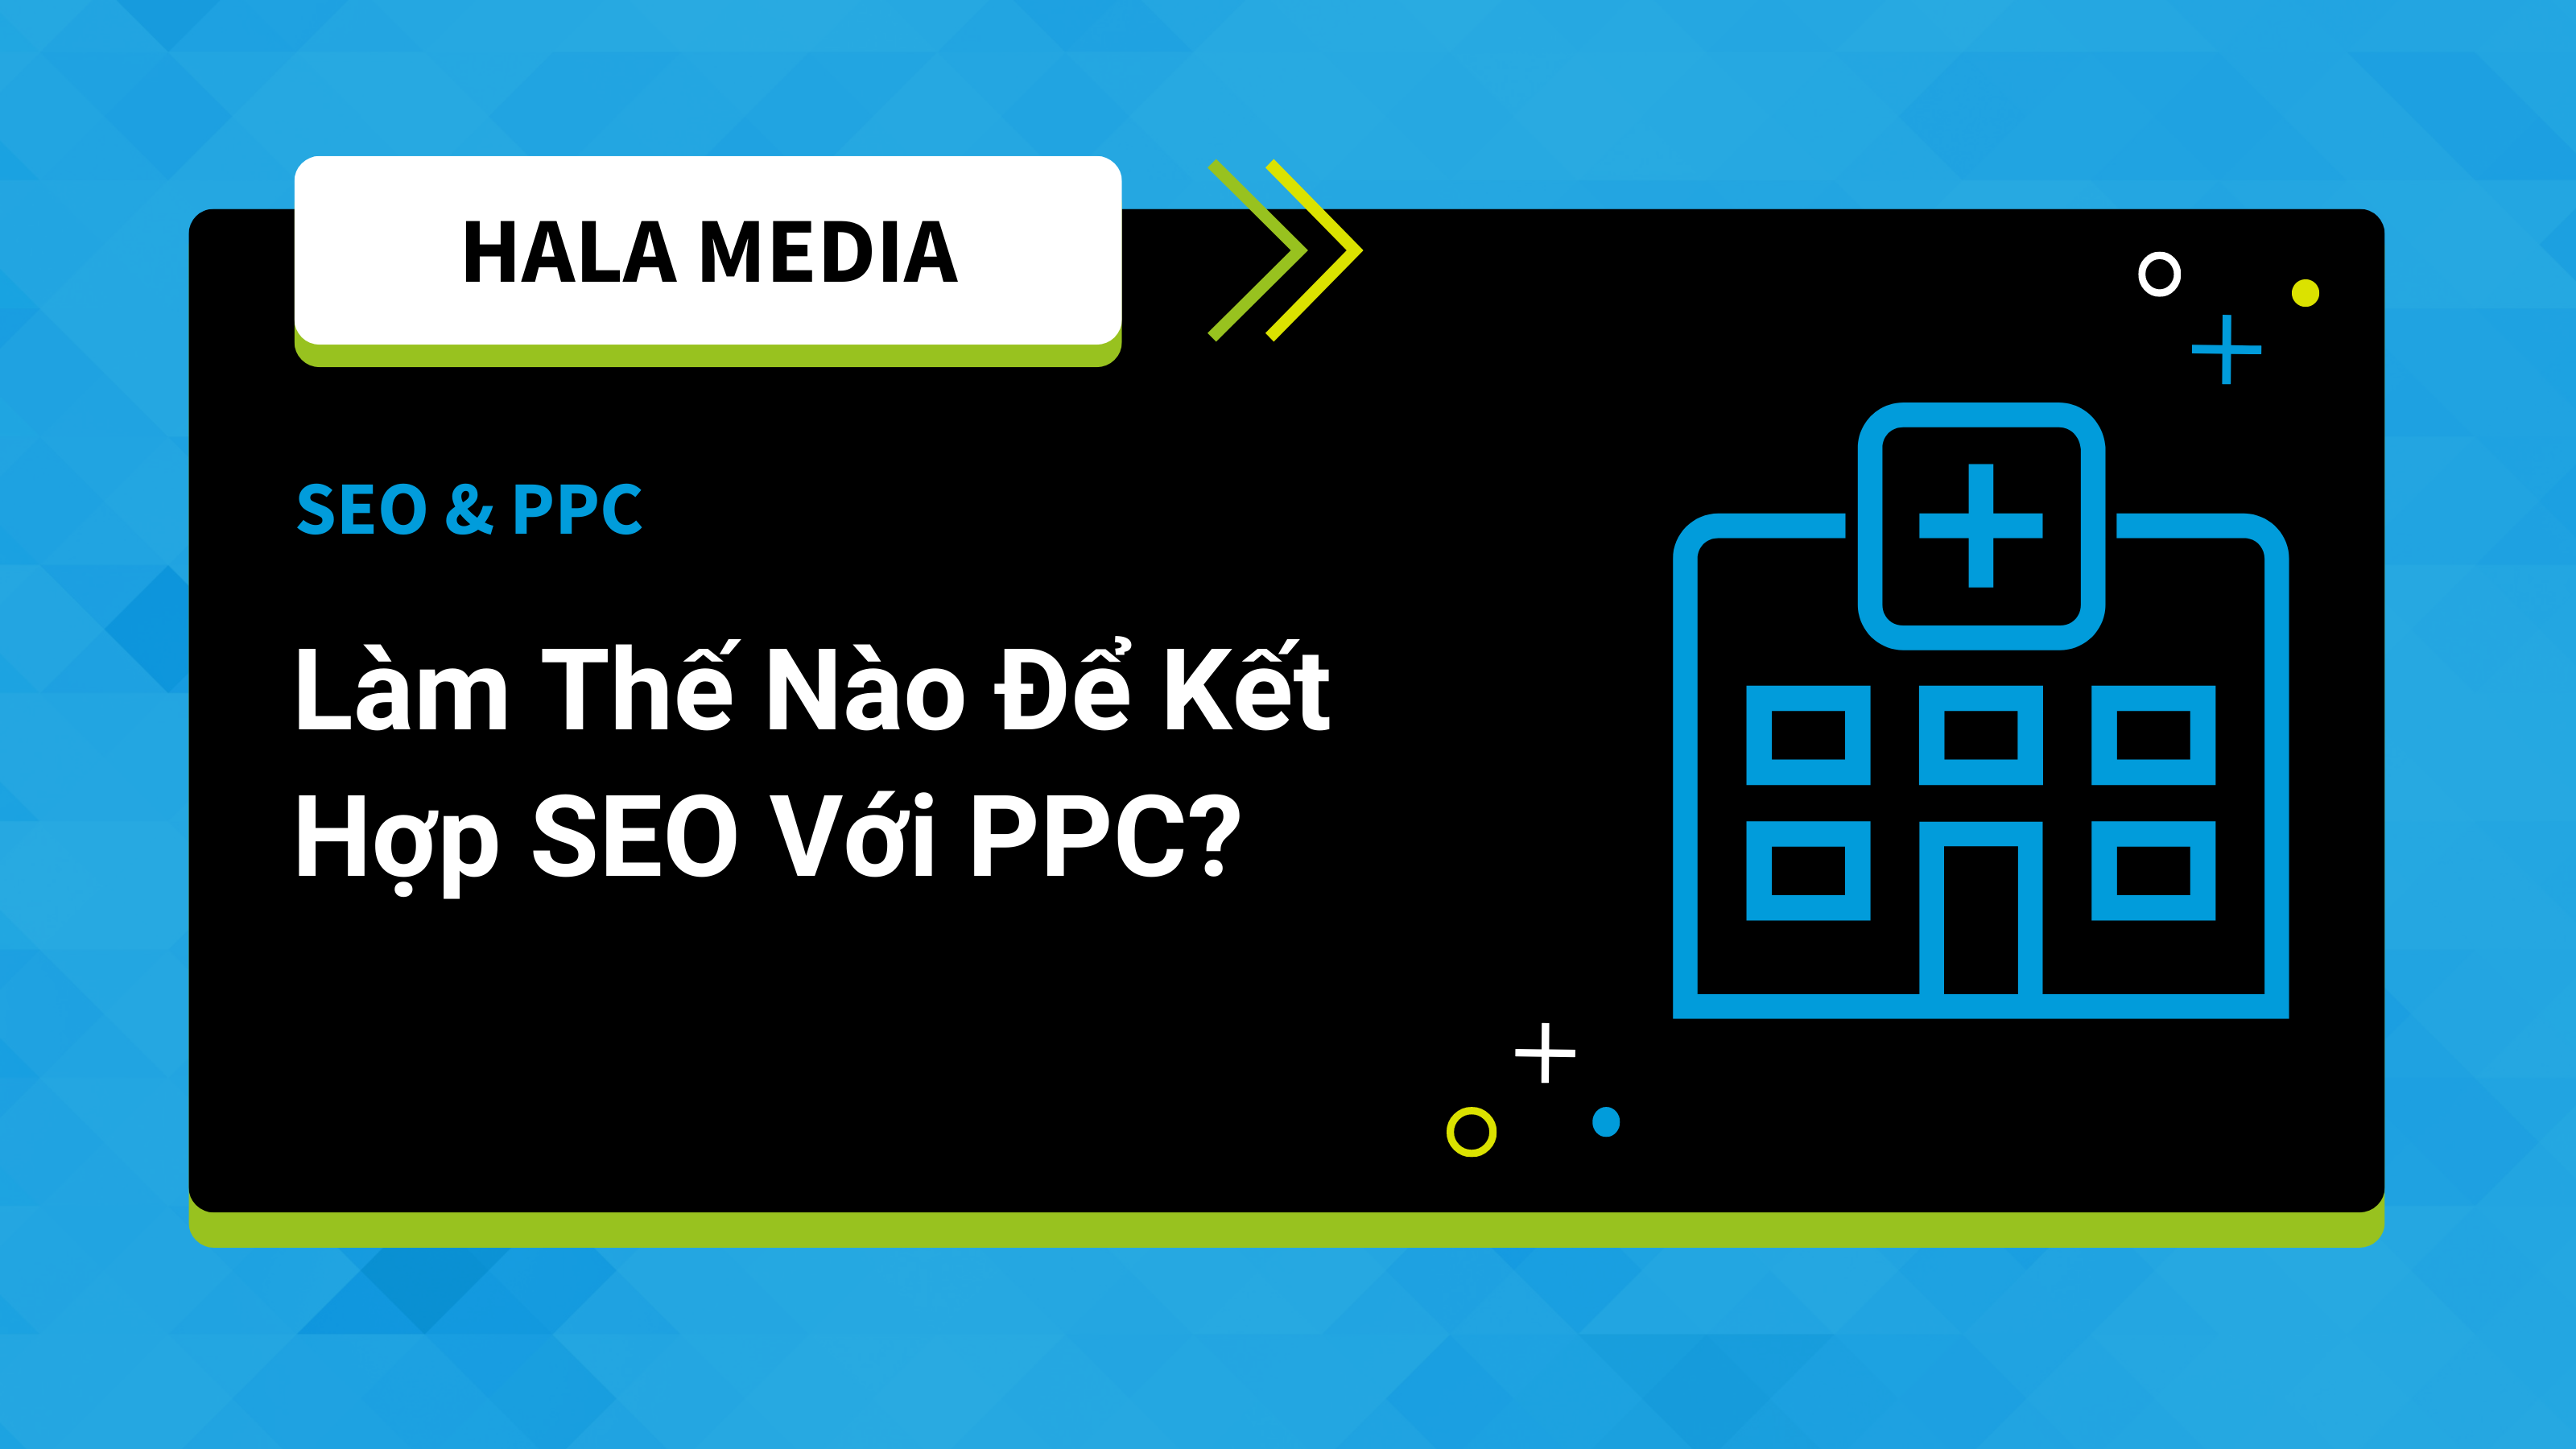 HALA MEDIA
SEO & PPC
Làm Thế Nào Để Kết
Hợp SEO Với PPC?